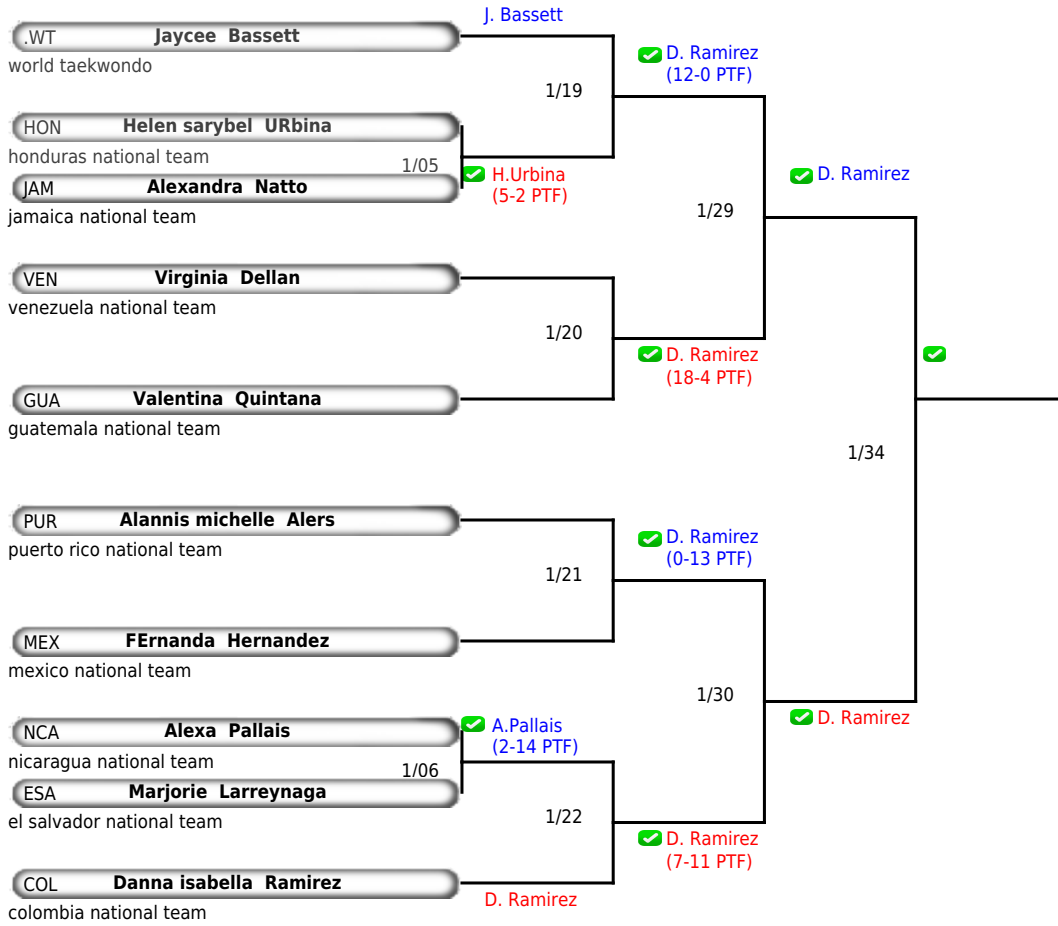 J. Bassett
.WT Jaycee Bassett
world taekwondo
D. Ramirez
(12-0 PTF)
1/19
HON Helen sarybel URbina
honduras national team
1/05
H.Urbina
(5-2 PTF)
JAM Alexandra Natto
jamaica national team
D. Ramirez
1/29
VEN Virginia Dellan
venezuela national team
1/20
D. Ramirez
(18-4 PTF)
GUA Valentina Quintana
guatemala national team
1/34
PUR Alannis michelle Alers
puerto rico national team
D. Ramirez
(0-13 PTF)
1/21
MEX FErnanda Hernandez
mexico national team
1/30
D. Ramirez
NCA Alexa Pallais
nicaragua national team
A.Pallais
(2-14 PTF)
1/06
ESA Marjorie Larreynaga
el salvador national team
1/22
D. Ramirez
(7-11 PTF)
COL Danna isabella Ramirez
colombia national team
D. Ramirez